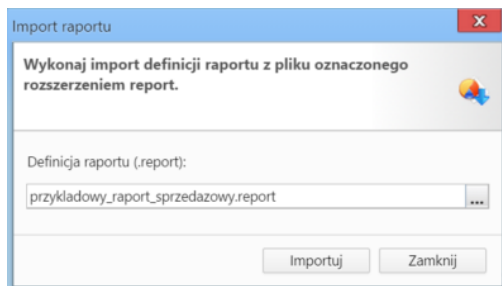 Import raportu
Wykonaj import definicji raportu z pliku oznaczonego
rozszerzeniem report.
Definicja raportu (.report):
przykladowy_raport_sprzedazowy.report
...
Importuj
Zamknij